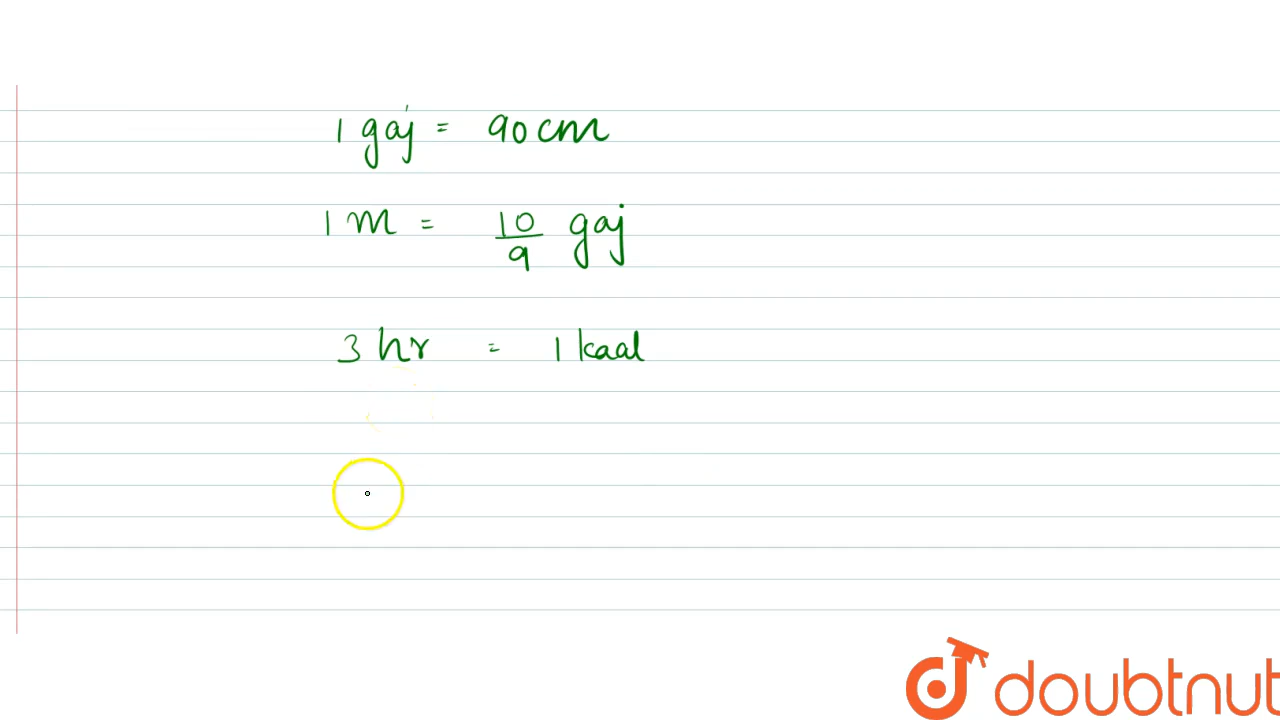 1 gaj = 90 cm
1 m = 10/9 gaj
3 hr = 1 kaal
doubtnut